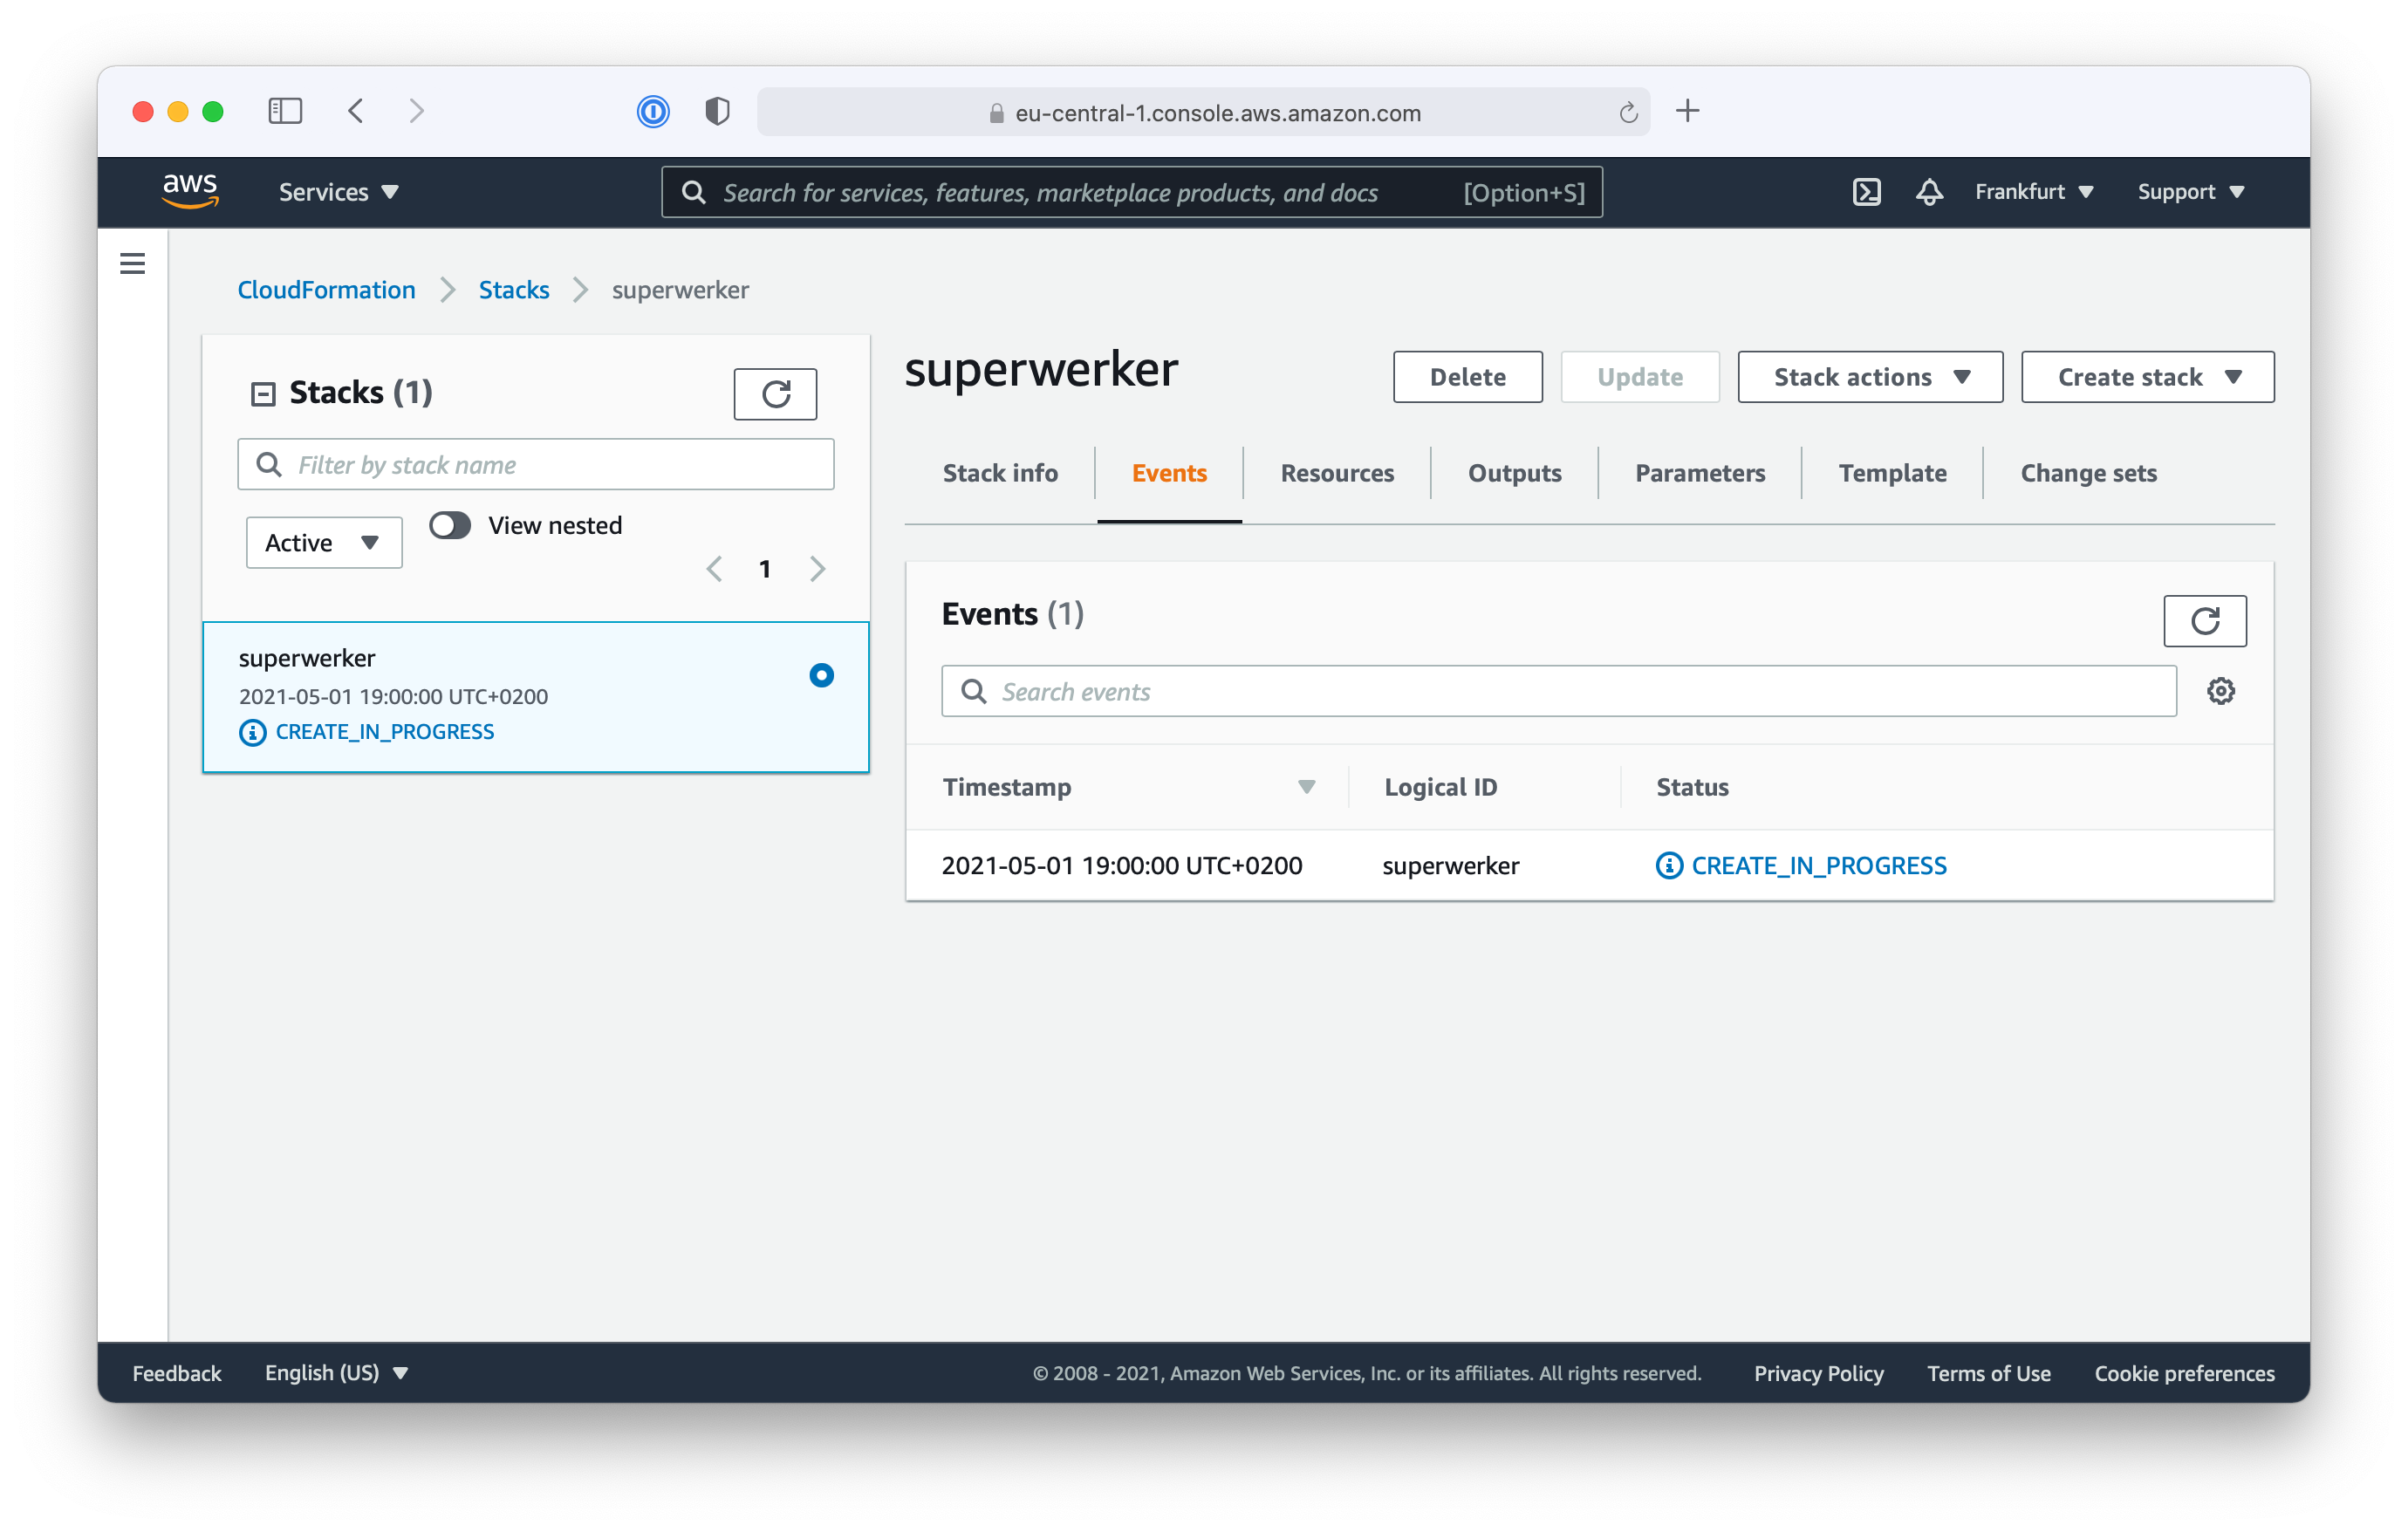 eu-central-1.console.aws.amazon.com
aws Services Search for services, features, marketplace products, and docs [Option+S] Frankfurt Support
CloudFormation Stacks superwerker
Stacks (1)
Filter by stack name
Active View nested
1
superwerker
2021-05-01 19:00:00 UTC+0200
CREATE_IN_PROGRESS
superwerker Delete Update Stack actions Create stack
Stack info Events Resources Outputs Parameters Template Change sets
Events (1)
Search events
Timestamp Logical ID Status
2021-05-01 19:00:00 UTC+0200 superwerker CREATE_IN_PROGRESS
Feedback English (US) © 2008 - 2021, Amazon Web Services, Inc. or its affiliates. All rights reserved. Privacy Policy Terms of Use Cookie preferences